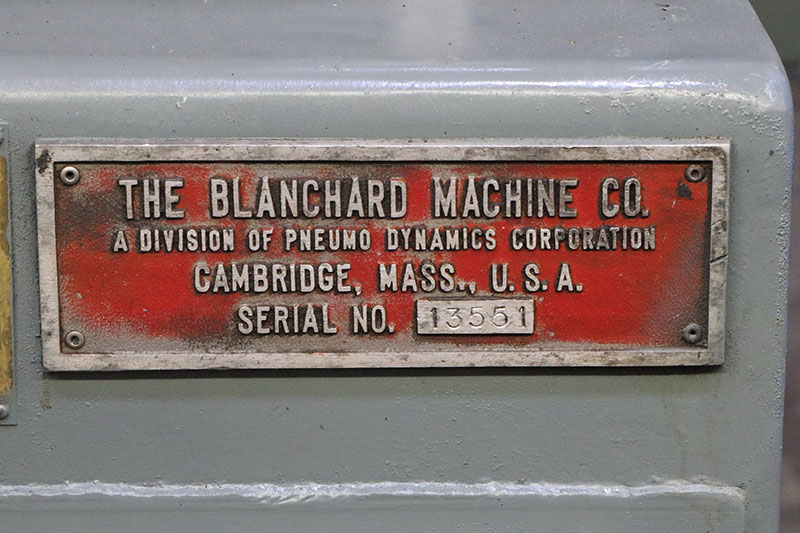 THE BLANCHARD MACHINE CO.
A DIVISION OF PNEUMO DYNAMICS CORPORATION
CAMBRIDGE, MASS., U. S. A.
SERIAL NO. 13551